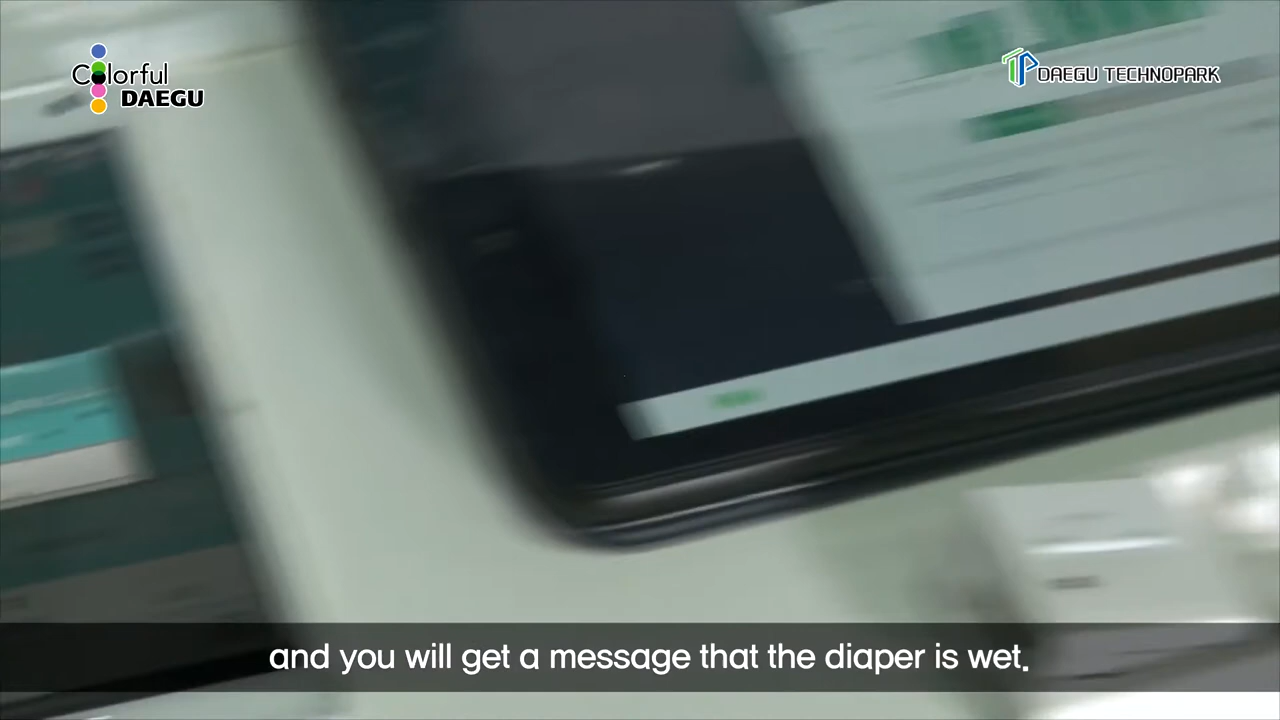 Colorful
DAEGU
DAEGU TECHNOPARK
and you will get a message that the diaper is wet.